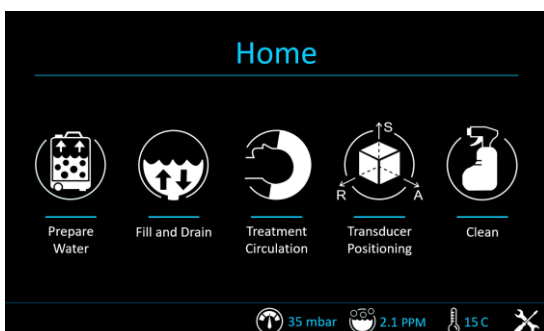 Home
S
R
A
Prepare
Water
Fill and Drain
Treatment
Circulation
Transducer
Positioning
Clean
35 mbar
2.1 PPM
15 C